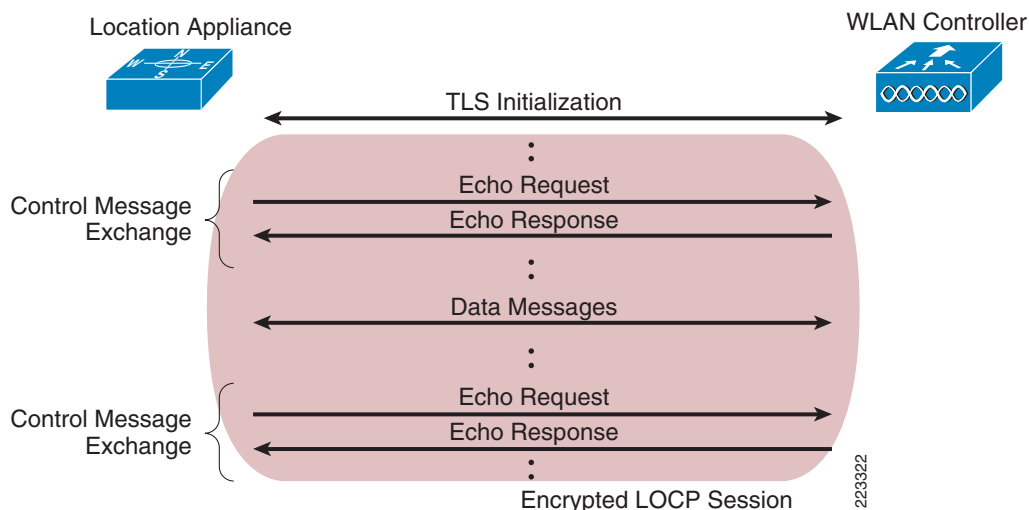 Location Appliance
WLAN Controller
N
W
E
S
TLS Initialization
Control Message
Exchange
Echo Request
Echo Response
Data Messages
Control Message
Exchange
Echo Request
Echo Response
Encrypted LOCP Session
223322